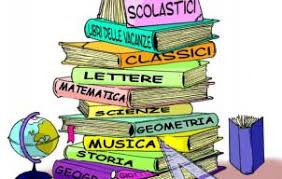 SCOLASTICI
LIBRI DELLE VACANZE
CLASSICI
LETTERE
MATEMATICA
SCIENZE
GEOMETRIA
MUSICA
STORIA